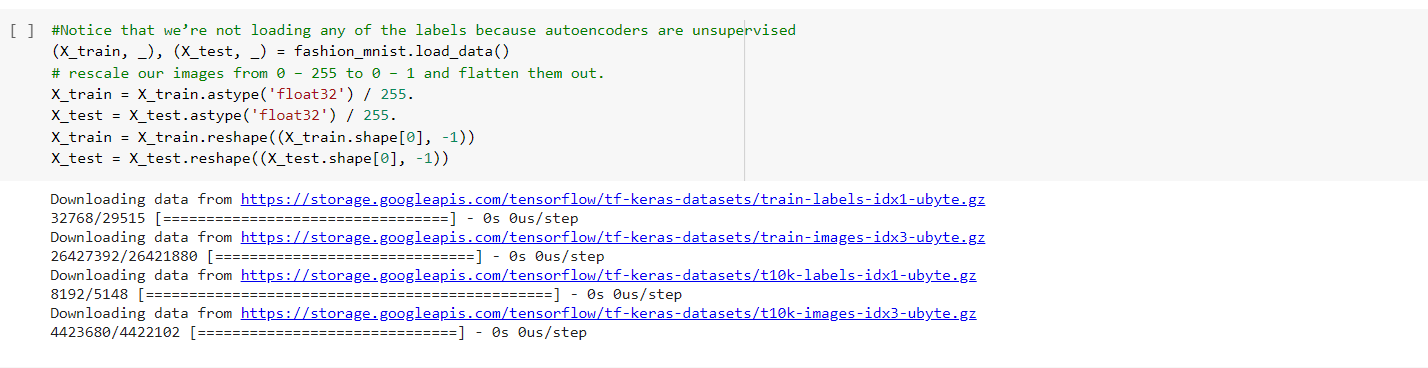 [ ] #Notice that we’re not loading any of the labels because autoencoders are unsupervised
(X_train, _), (X_test, _) = fashion_mnist.load_data()
# rescale our images from 0 – 255 to 0 – 1 and flatten them out.
X_train = X_train.astype('float32') / 255.
X_test = X_test.astype('float32') / 255.
X_train = X_train.reshape((X_train.shape[0], -1))
X_test = X_test.reshape((X_test.shape[0], -1))
Downloading data from https://storage.googleapis.com/tensorflow/tf-keras-datasets/train-labels-idx1-ubyte.gz
32768/29515 [=================================] - 0s 0us/step
Downloading data from https://storage.googleapis.com/tensorflow/tf-keras-datasets/train-images-idx3-ubyte.gz
26427392/26421880 [==============================] - 0s 0us/step
Downloading data from https://storage.googleapis.com/tensorflow/tf-keras-datasets/t10k-labels-idx1-ubyte.gz
8192/5148 [===============================================] - 0s 0us/step
Downloading data from https://storage.googleapis.com/tensorflow/tf-keras-datasets/t10k-images-idx3-ubyte.gz
4423680/4422102 [==============================] - 0s 0us/step